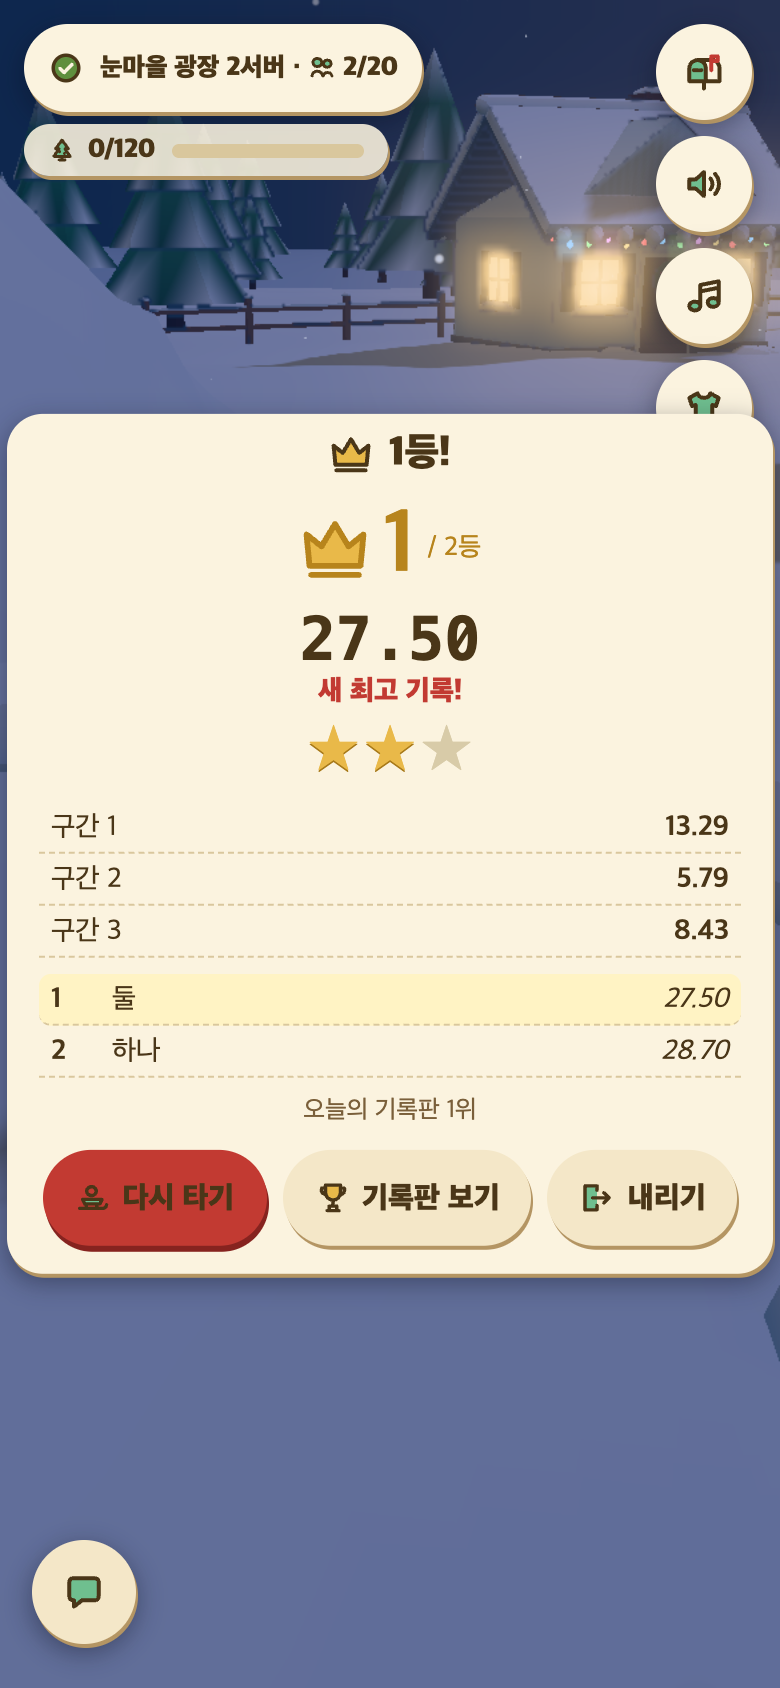 눈마을 광장 2서버 · 2/20
0/120
1등!
1 / 2등
27.50
새 최고 기록!
구간 1 13.29
구간 2 5.79
구간 3 8.43
1 둘 27.50
2 하나 28.70
오늘의 기록판 1위
다시 타기 기록판 보기 내리기